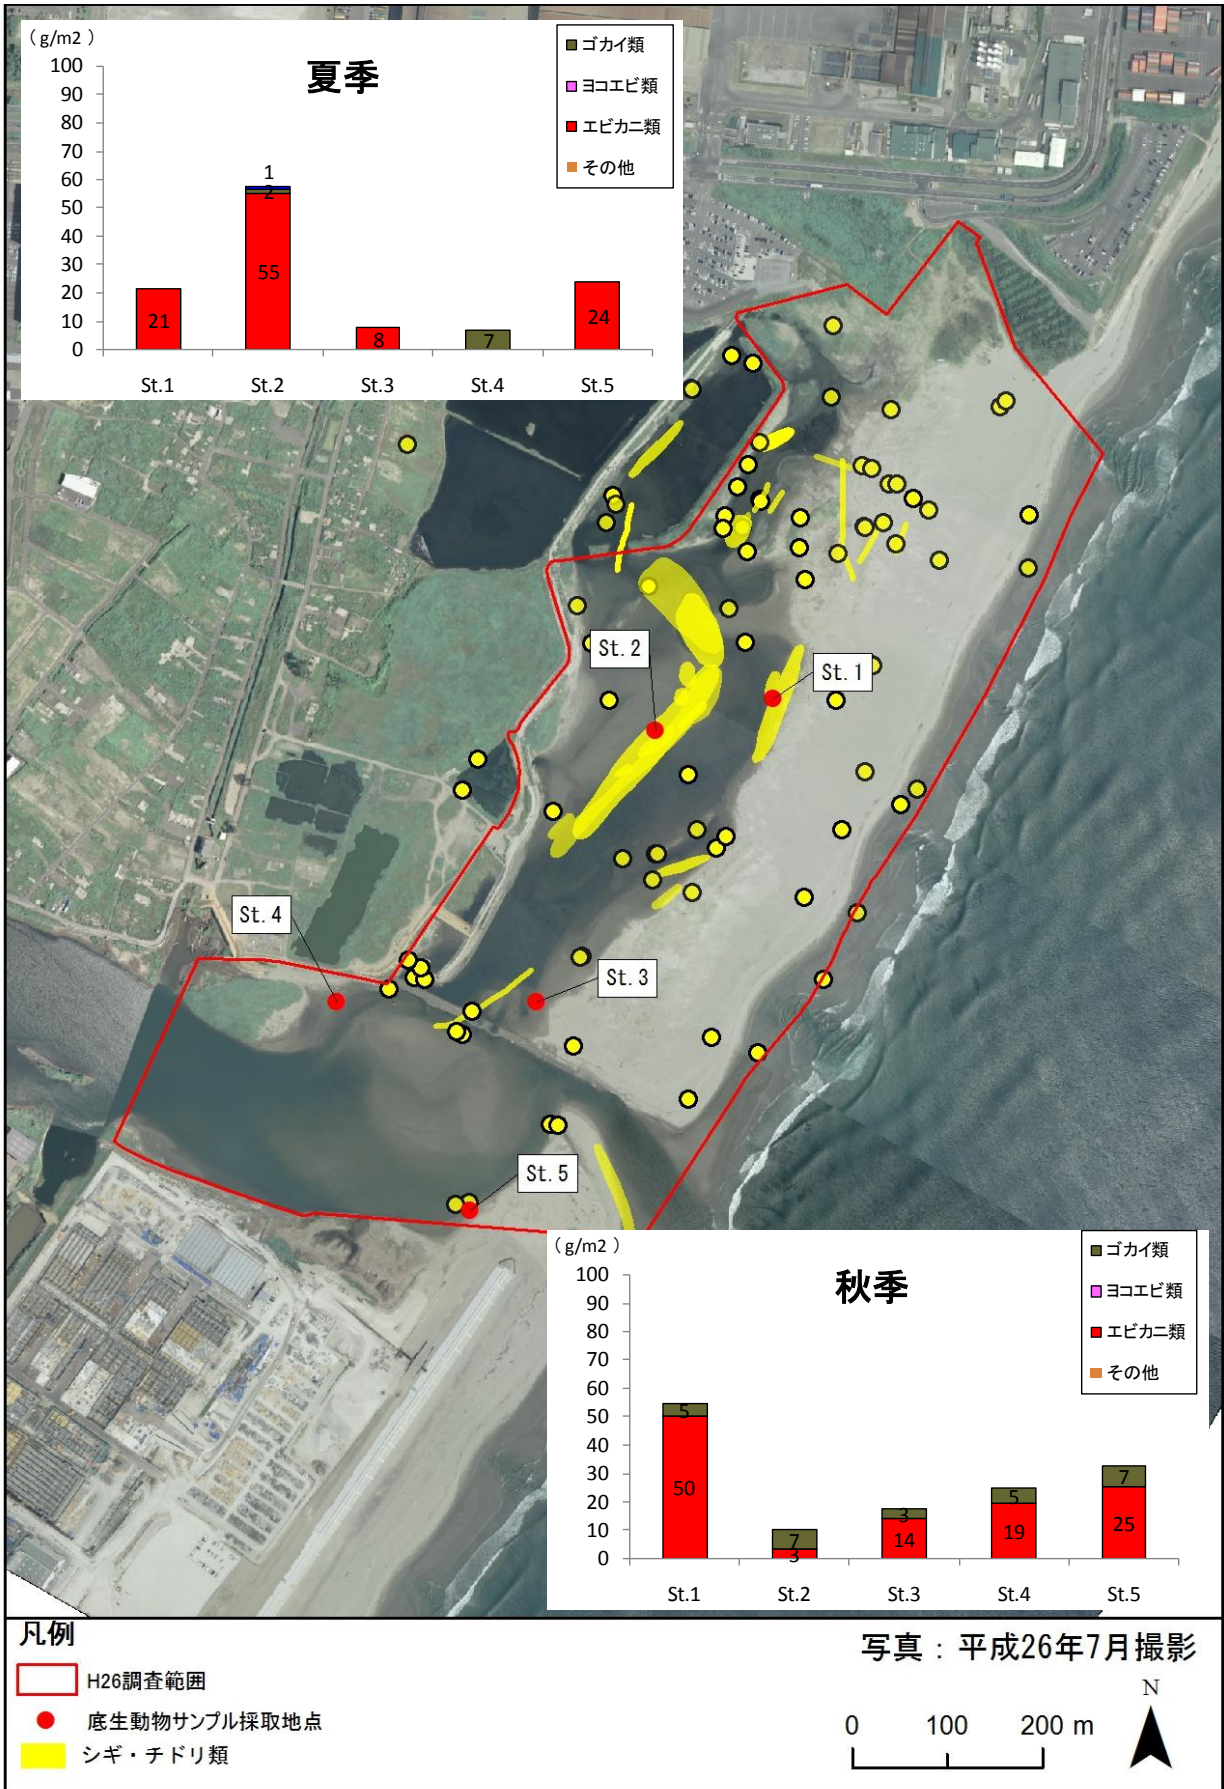 （g/m2 ）
夏季
100
90
80
70
60
50
40
30
20
10
0
21
1
2
55
8
7
24
St.1 St.2 St.3 St.4 St.5
ゴカイ類
ヨコエビ類
エビカニ類
その他
St. 2
St. 1
St. 4
St. 3
St. 5
（g/m2 ）
秋季
100
90
80
70
60
50
40
30
20
10
0
5
50
7
3
3
14
5
19
7
25
St.1 St.2 St.3 St.4 St.5
ゴカイ類
ヨコエビ類
エビカニ類
その他
凡例
H26調査範囲
底生動物サンプル採取地点
シギ・チドリ類
写真：平成26年7月撮影
N
0 100 200 m